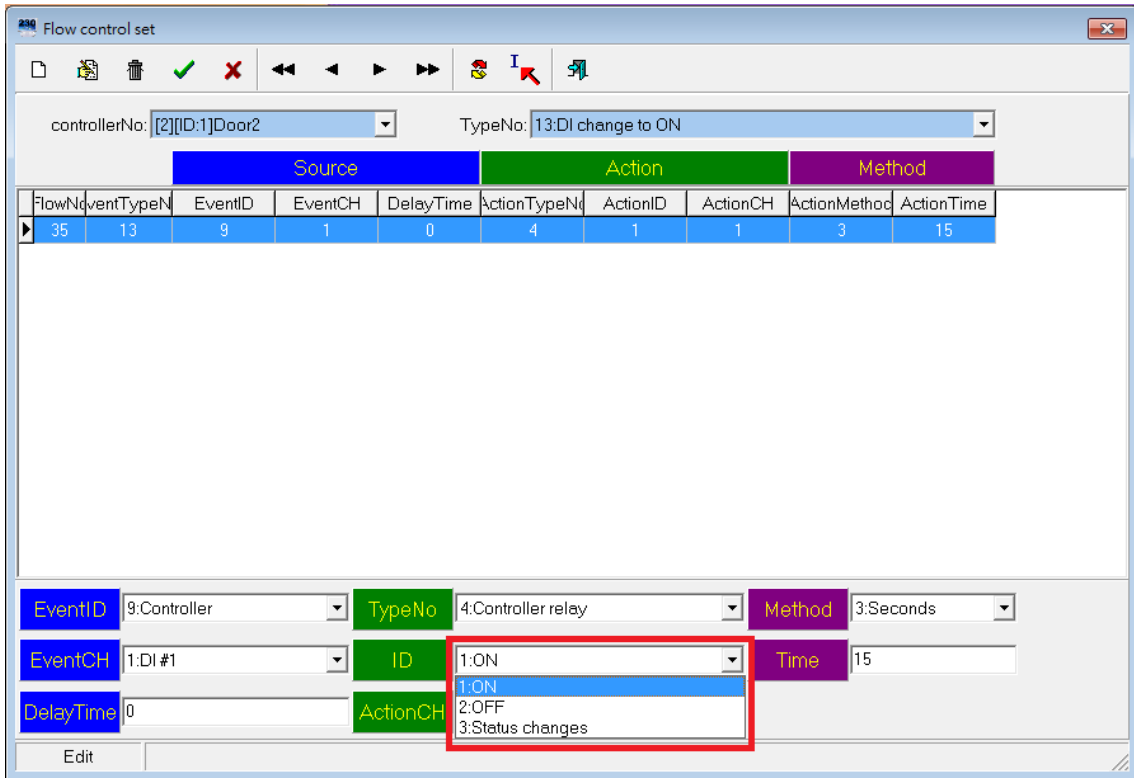 230 Flow control set
I
controllerNo: [2][ID:1]Door2 TypeNo: 13:DI change to ON
Source Action Method
FlowNo ventTypeN EventID EventCH DelayTime ActionTypeNo ActionID ActionCH ActionMethod ActionTime
35 13 9 1 0 4 1 1 3 15
EventID 9:Controller TypeNo 4:Controller relay Method 3:Seconds
EventCH 1:DI #1 ID 1:ON Time 15
1:ON
DelayTime 0 ActionCH 2:OFF
3:Status changes
Edit